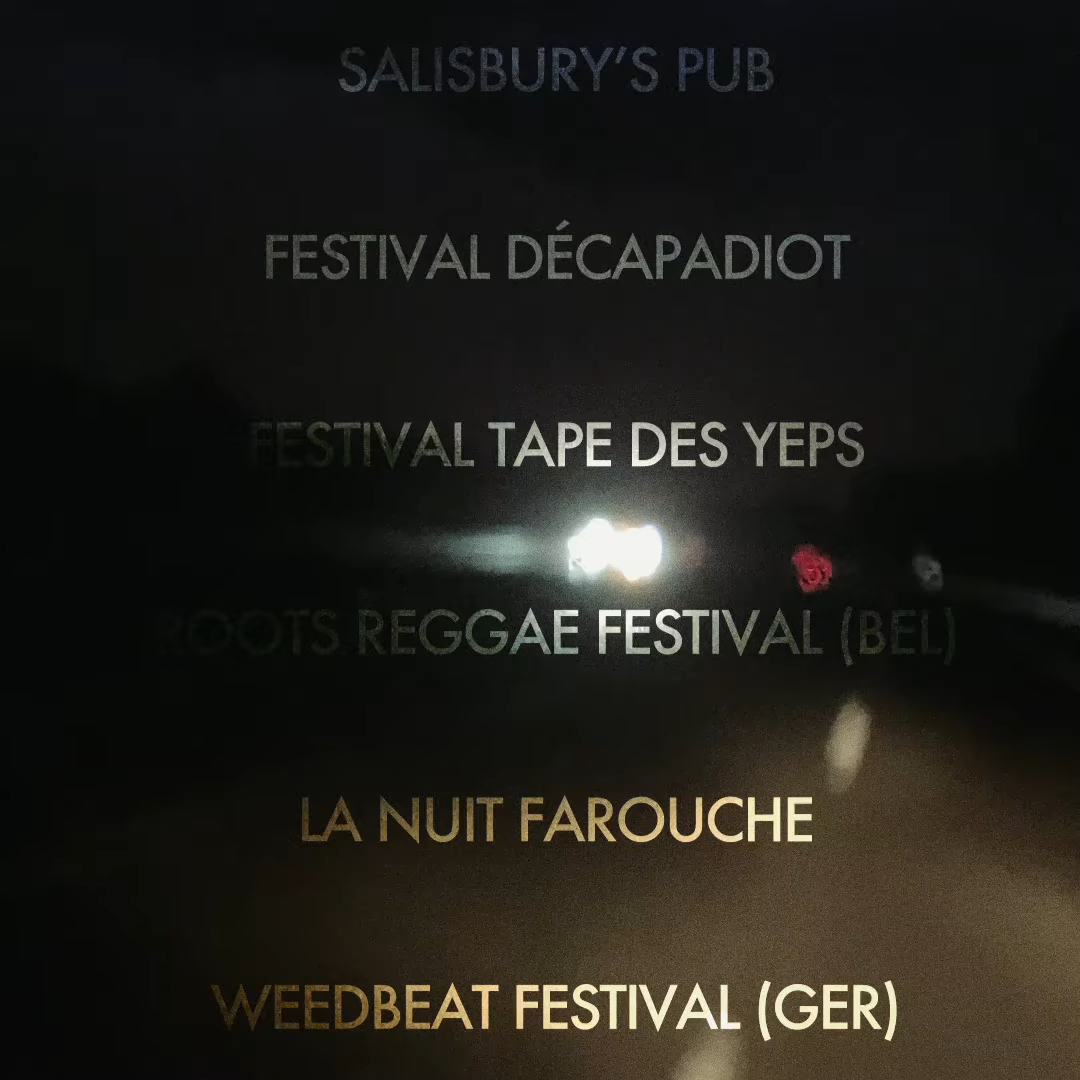 SALISBURY’S PUB
FESTIVAL DÉCAPADIOT
FESTIVAL TAPE DES YEPS
ROOTS REGGAE FESTIVAL (BEL)
LA NUIT FAROUCHE
WEEDBEAT FESTIVAL (GER)